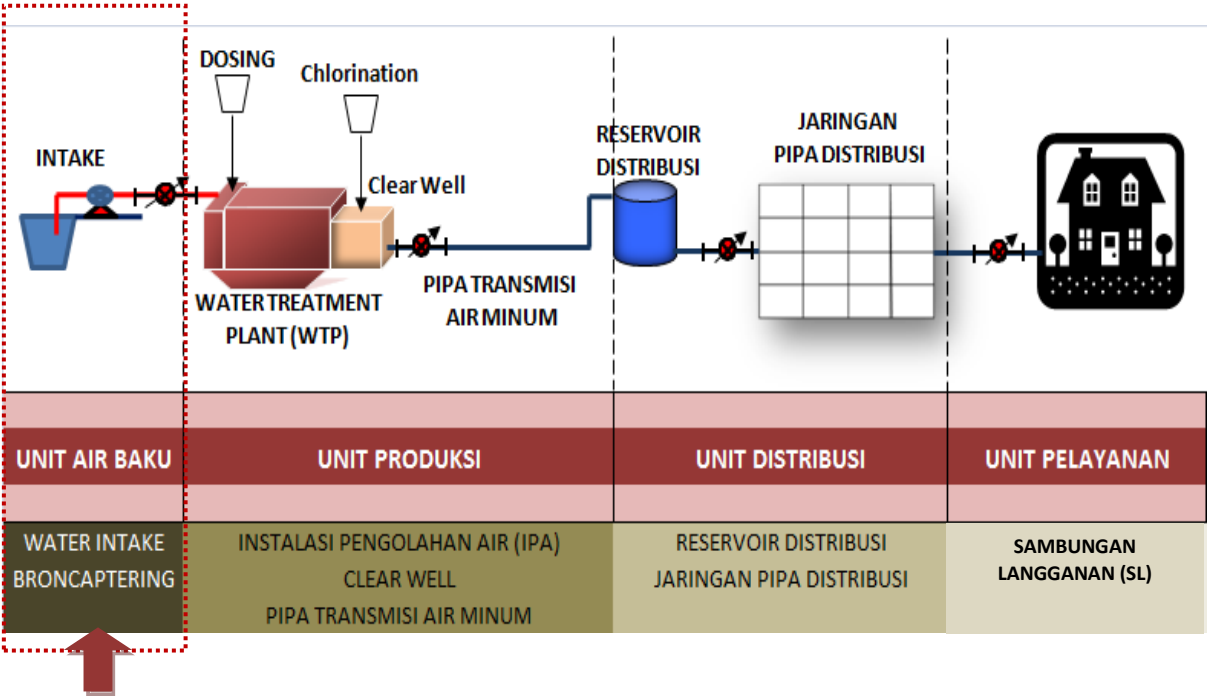 DOSING
Chlorination
INTAKE
Clear Well
WATER TREATMENT
PLANT (WTP)
PIPA TRANSMISI
AIR MINUM
RESERVOIR
DISTRIBUSI
JARINGAN
PIPA DISTRIBUSI
UNIT AIR BAKU
UNIT PRODUKSI
UNIT DISTRIBUSI
UNIT PELAYANAN
WATER INTAKE
BRONCAPTERING
INSTALASI PENGOLAHAN AIR (IPA)
CLEAR WELL
PIPA TRANSMISI AIR MINUM
RESERVOIR DISTRIBUSI
JARINGAN PIPA DISTRIBUSI
SAMBUNGAN
LANGGANAN (SL)